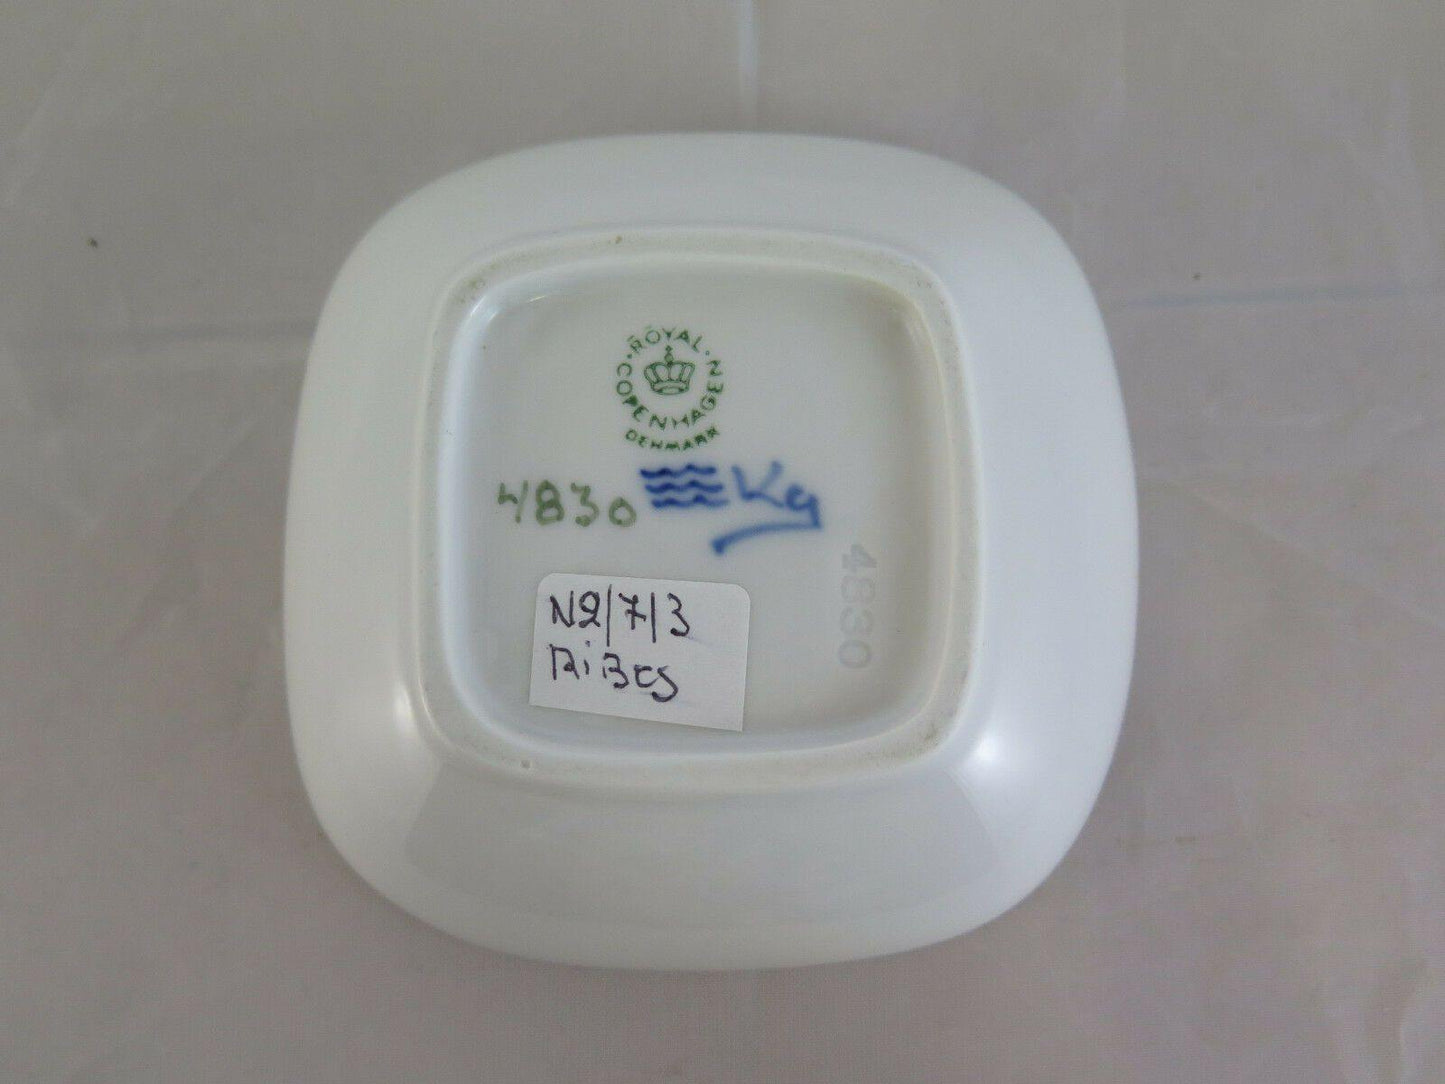 ROYAL · COPENHAGEN ·
DENMARK
4830
Kg
4830
N2/7/3
RiBes